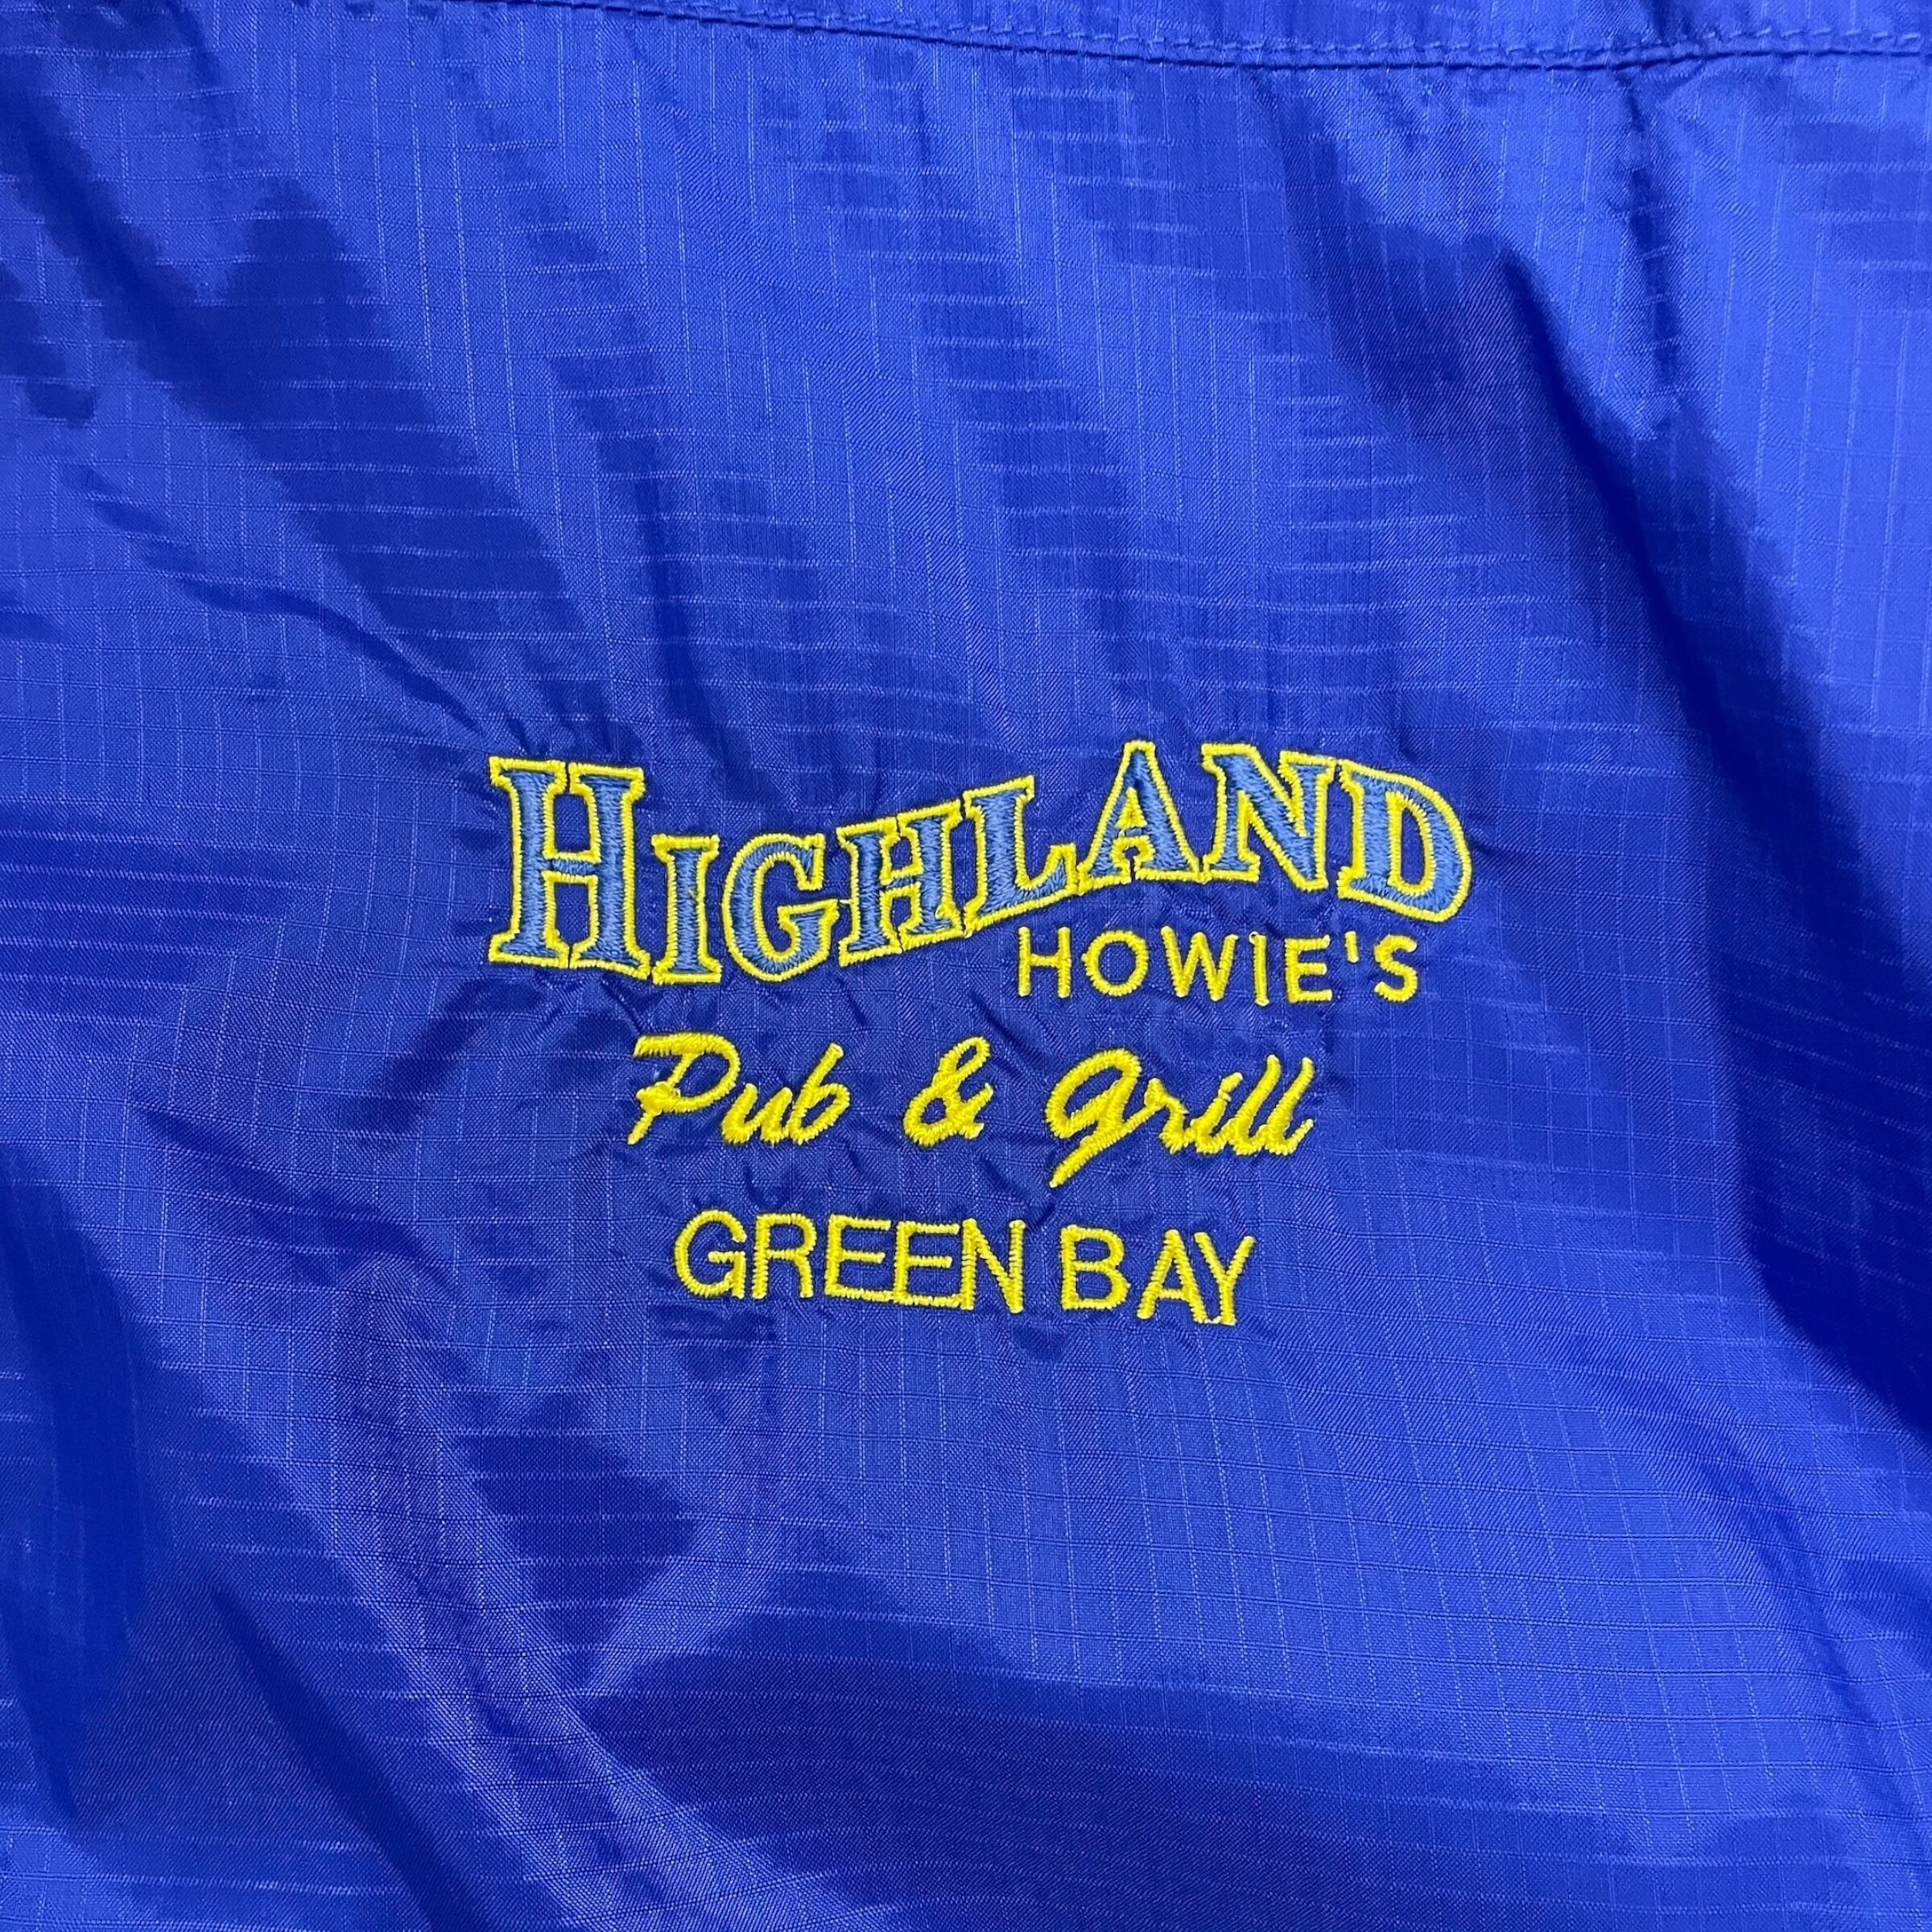 HIGHLAND
HOWIE'S
Pub & Grill
GREEN BAY